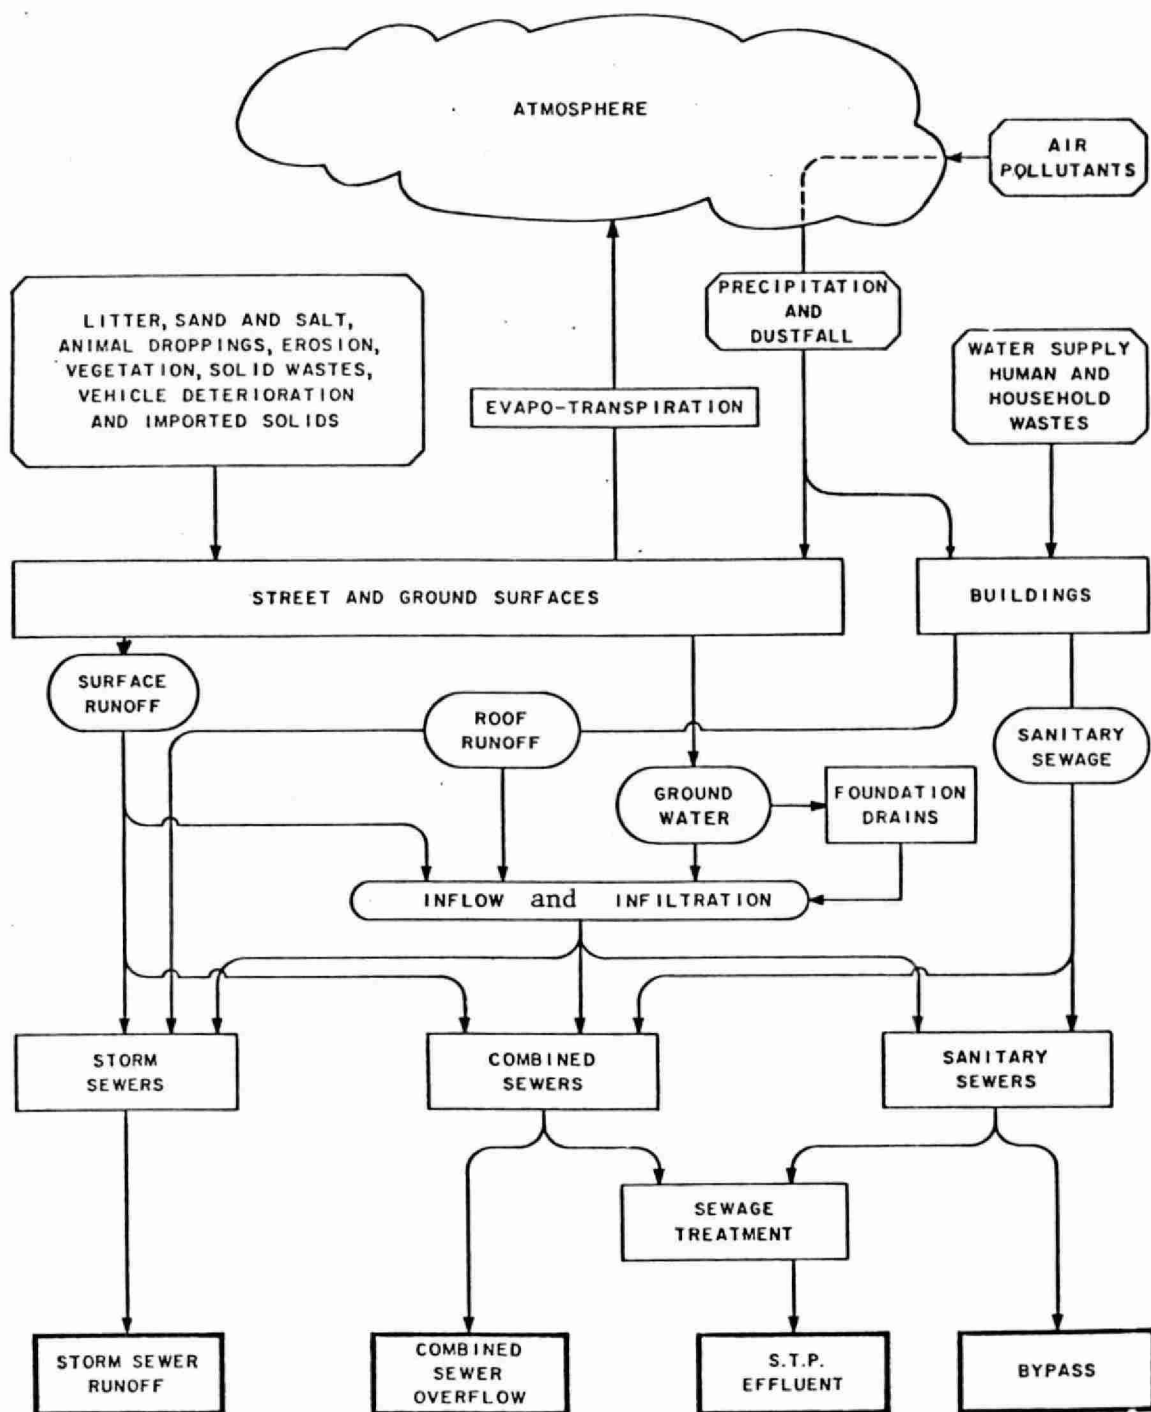 ATMOSPHERE
AIR
POLLUTANTS
PRECIPITATION
AND
DUSTFALL
LITTER, SAND AND SALT,
ANIMAL DROPPINGS, EROSION,
VEGETATION, SOLID WASTES,
VEHICLE DETERIORATION
AND IMPORTED SOLIDS
WATER SUPPLY
HUMAN AND
HOUSEHOLD
WASTES
EVAPO-TRANSPIRATION
STREET AND GROUND SURFACES
BUILDINGS
SURFACE
RUNOFF
ROOF
RUNOFF
SANITARY
SEWAGE
GROUND
WATER
FOUNDATION
DRAINS
INFLOW and INFILTRATION
STORM
SEWERS
COMBINED
SEWERS
SANITARY
SEWERS
SEWAGE
TREATMENT
STORM SEWER
RUNOFF
COMBINED
SEWER
OVERFLOW
S.T.P.
EFFLUENT
BYPASS